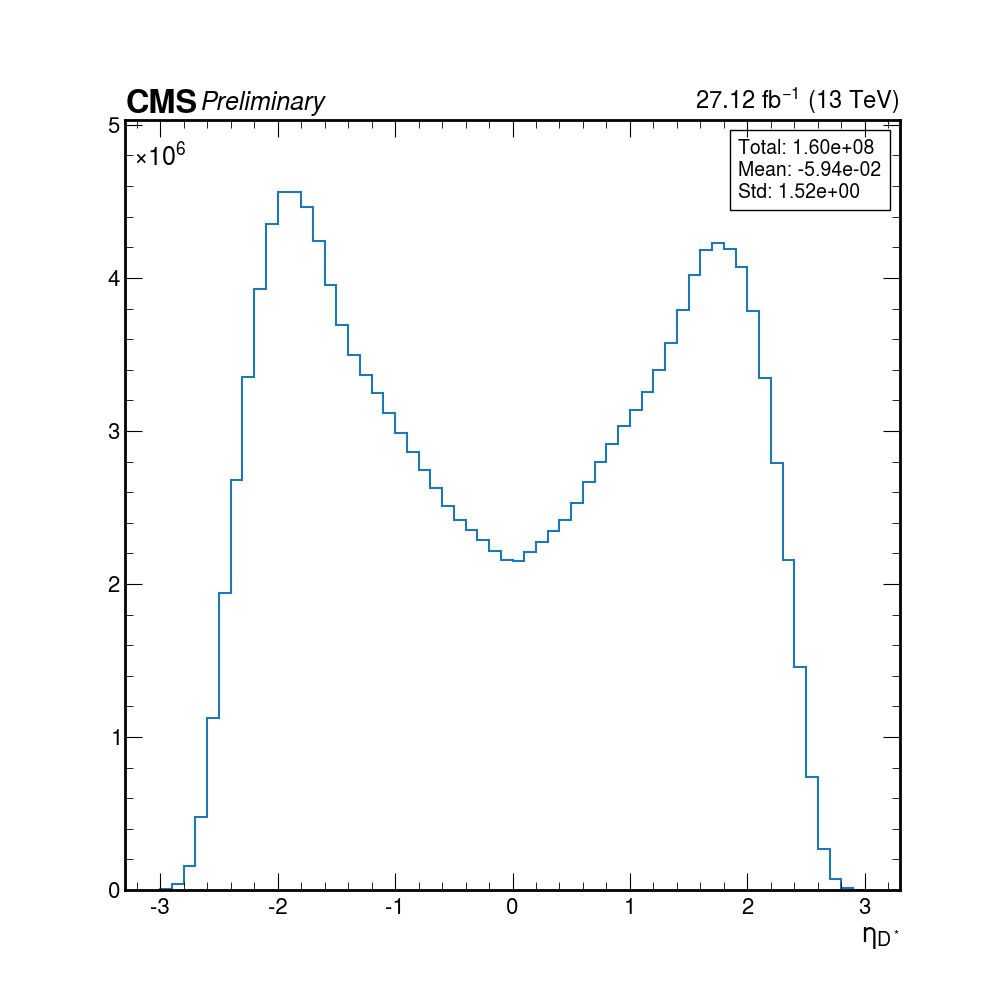 CMS Preliminary 27.12 fb⁻¹ (13 TeV)
×10⁶
Total: 1.60e+08
Mean: -5.94e-02
Std: 1.52e+00
5
4
3
2
1
0
-3 -2 -1 0 1 2 3
η_D*